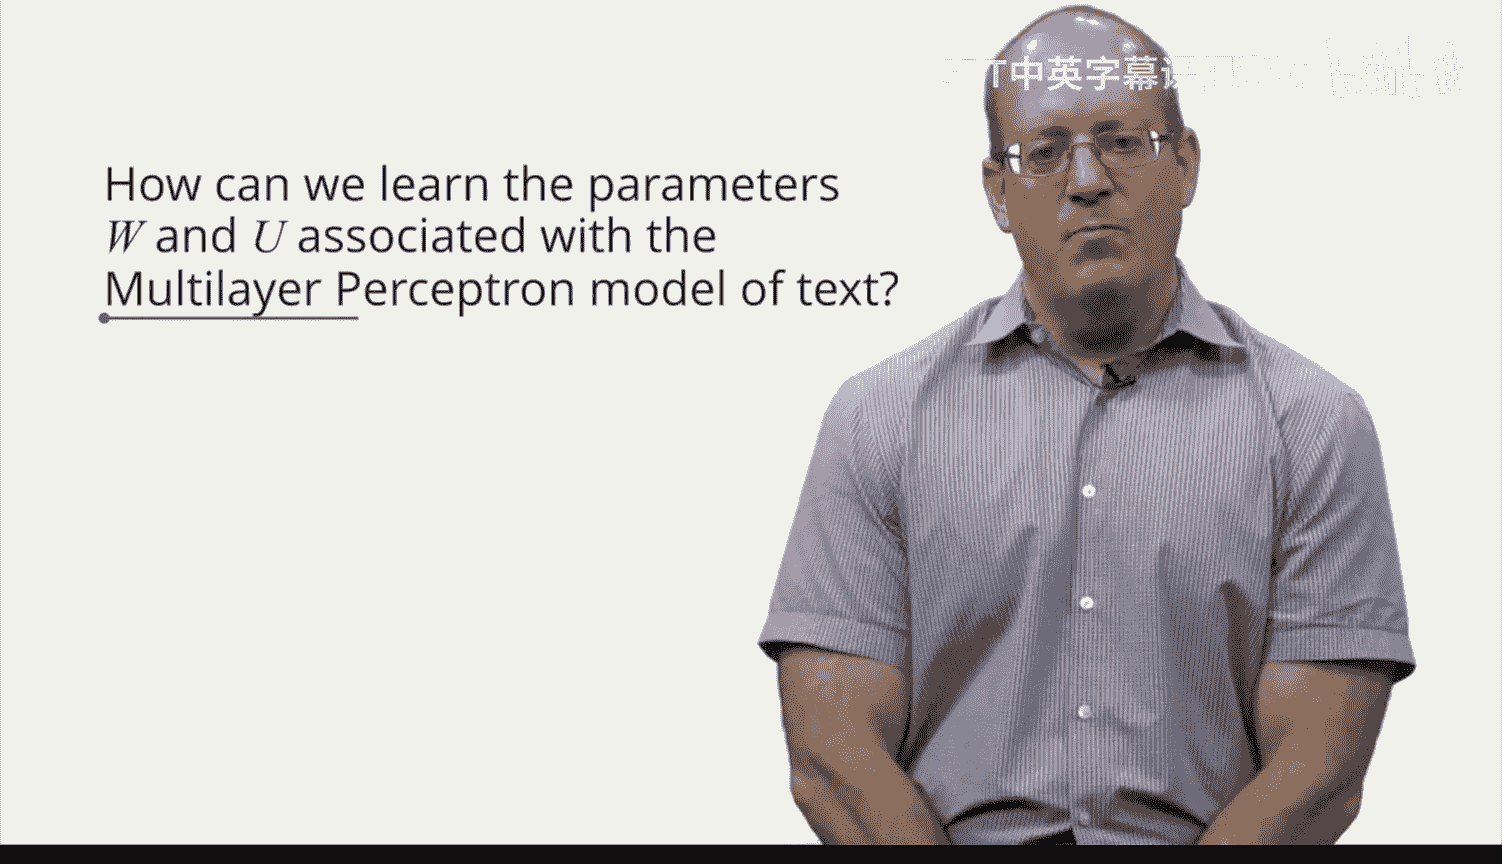 中英字幕
How can we learn the parameters
W and U associated with the
Multilayer Perceptron model of text?